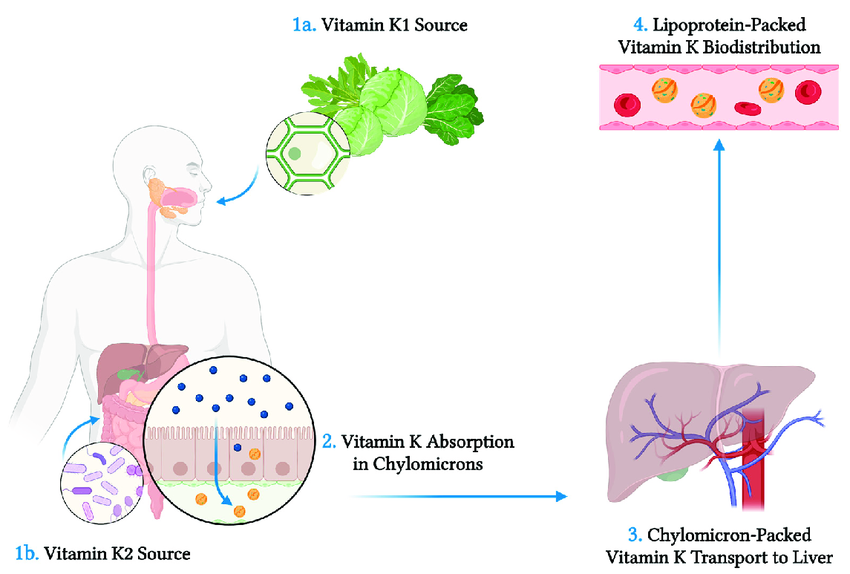 1a. Vitamin K1 Source
4. Lipoprotein-Packed
Vitamin K Biodistribution
2. Vitamin K Absorption
in Chylomicrons
1b. Vitamin K2 Source
3. Chylomicron-Packed
Vitamin K Transport to Liver